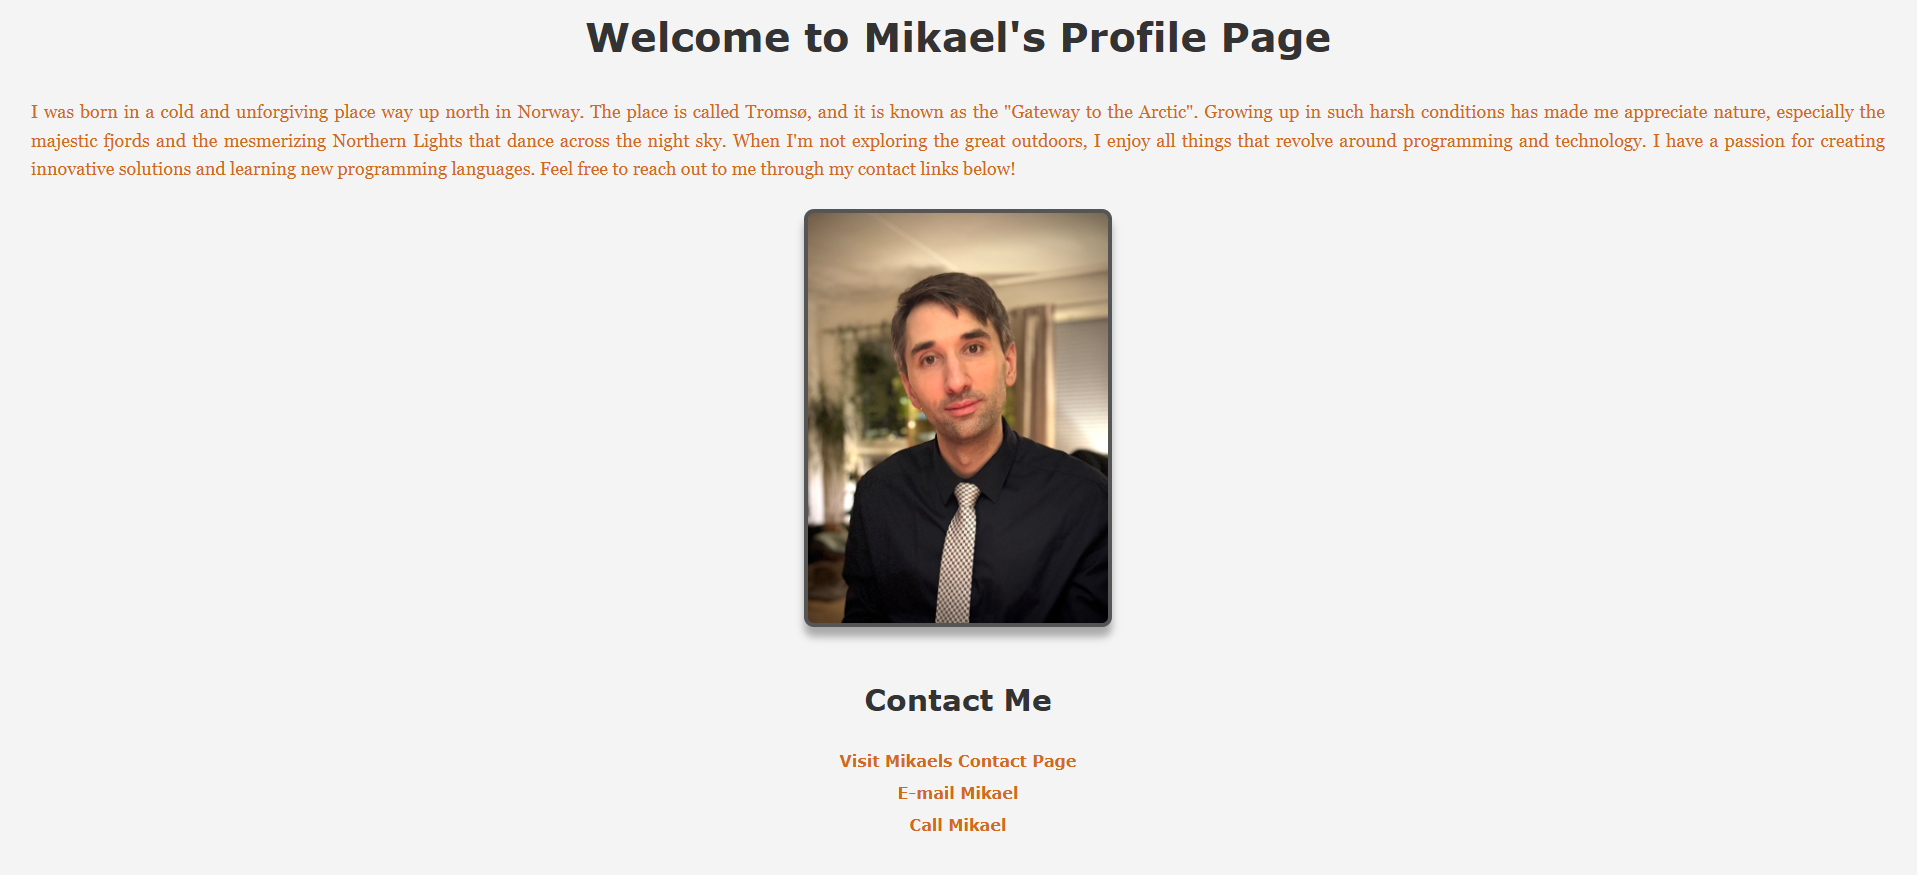 Welcome to Mikael's Profile Page
I was born in a cold and unforgiving place way up north in Norway. The place is called Tromsø, and it is known as the "Gateway to the Arctic". Growing up in such harsh conditions has made me appreciate nature, especially the
majestic fjords and the mesmerizing Northern Lights that dance across the night sky. When I'm not exploring the great outdoors, I enjoy all things that revolve around programming and technology. I have a passion for creating
innovative solutions and learning new programming languages. Feel free to reach out to me through my contact links below!
Contact Me
Visit Mikaels Contact Page
E-mail Mikael
Call Mikael